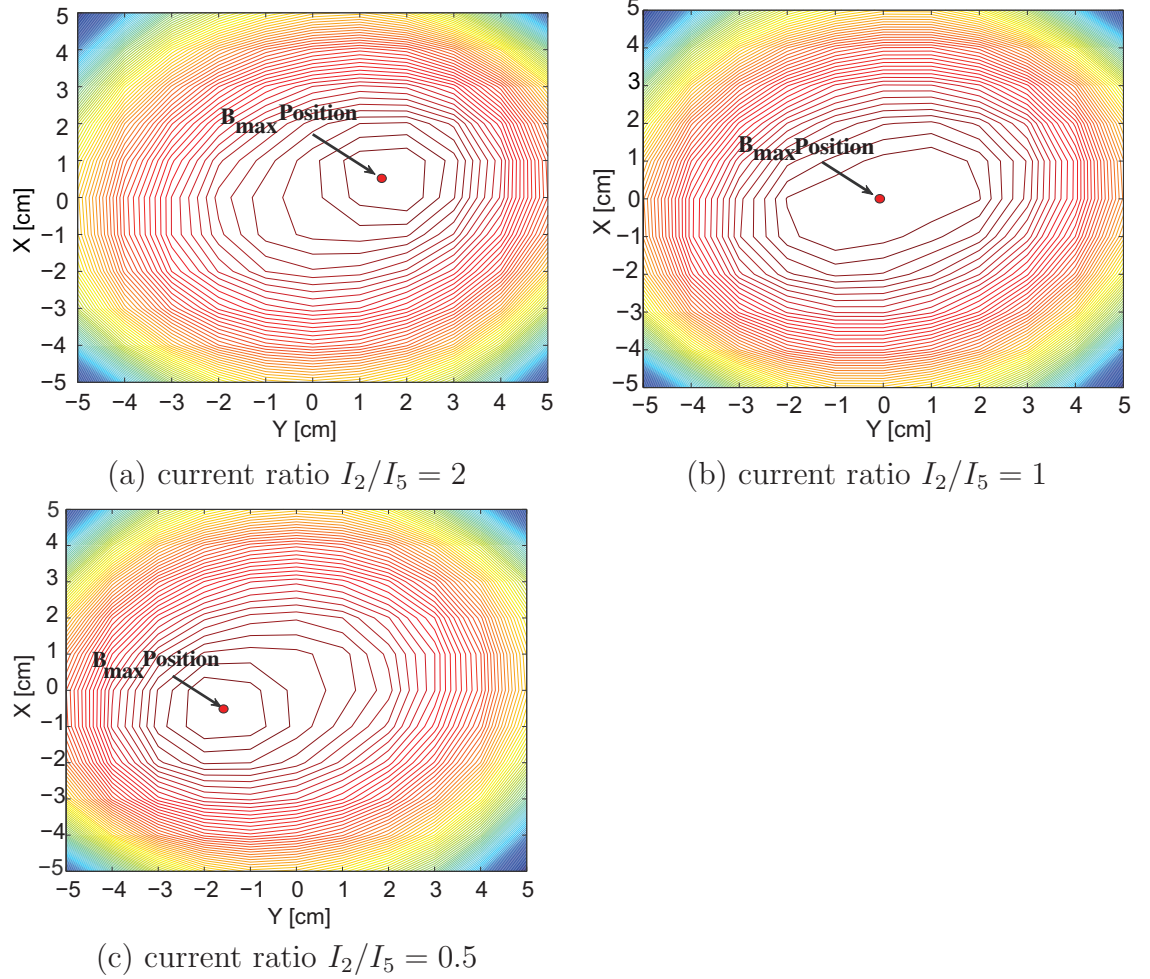 5
4
3
2
1
0
−1
−2
−3
−4
−5
X [cm]
B_max Position
−5 −4 −3 −2 −1 0 1 2 3 4 5
Y [cm]
(a) current ratio I₂/I₅ = 2
5
4
3
2
1
0
−1
−2
−3
−4
−5
X [cm]
B_max Position
−5 −4 −3 −2 −1 0 1 2 3 4 5
Y [cm]
(b) current ratio I₂/I₅ = 1
5
4
3
2
1
0
−1
−2
−3
−4
−5
X [cm]
B_max Position
−5 −4 −3 −2 −1 0 1 2 3 4 5
Y [cm]
(c) current ratio I₂/I₅ = 0.5